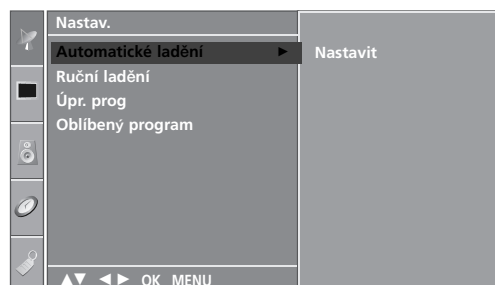 Nastav.
Automatické ladění ► Nastavit
Ruční ladění
Úpr. prog
Oblíbený program
▲▼ ◄► OK MENU